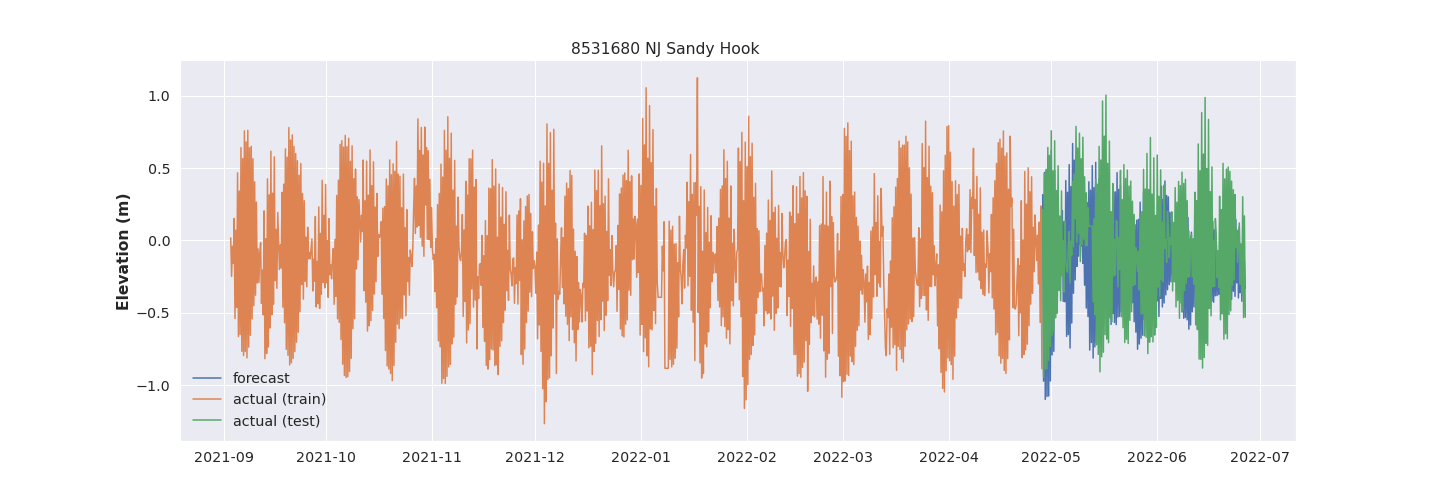 8531680 NJ Sandy Hook
Elevation (m)
1.0
0.5
0.0
−0.5
−1.0
forecast
actual (train)
actual (test)
2021-09 2021-10 2021-11 2021-12 2022-01 2022-02 2022-03 2022-04 2022-05 2022-06 2022-07